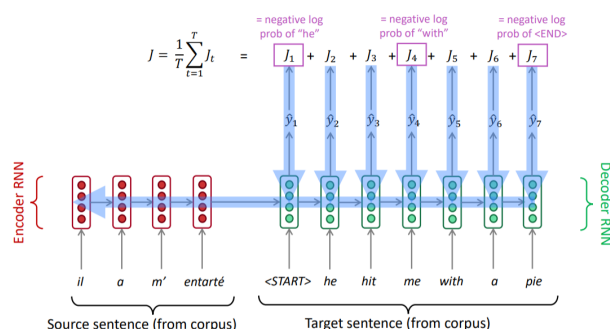 = negative log
prob of "he"
= negative log
prob of "with"
= negative log
prob of <END>
J = 1/T ∑ₜ₌₁ᵀ Jₜ = J₁ + J₂ + J₃ + J₄ + J₅ + J₆ + J₇
ŷ₁ ŷ₂ ŷ₃ ŷ₄ ŷ₅ ŷ₆ ŷ₇
Encoder RNN
Decoder RNN
il a m' entarté <START> he hit me with a pie
Source sentence (from corpus)
Target sentence (from corpus)